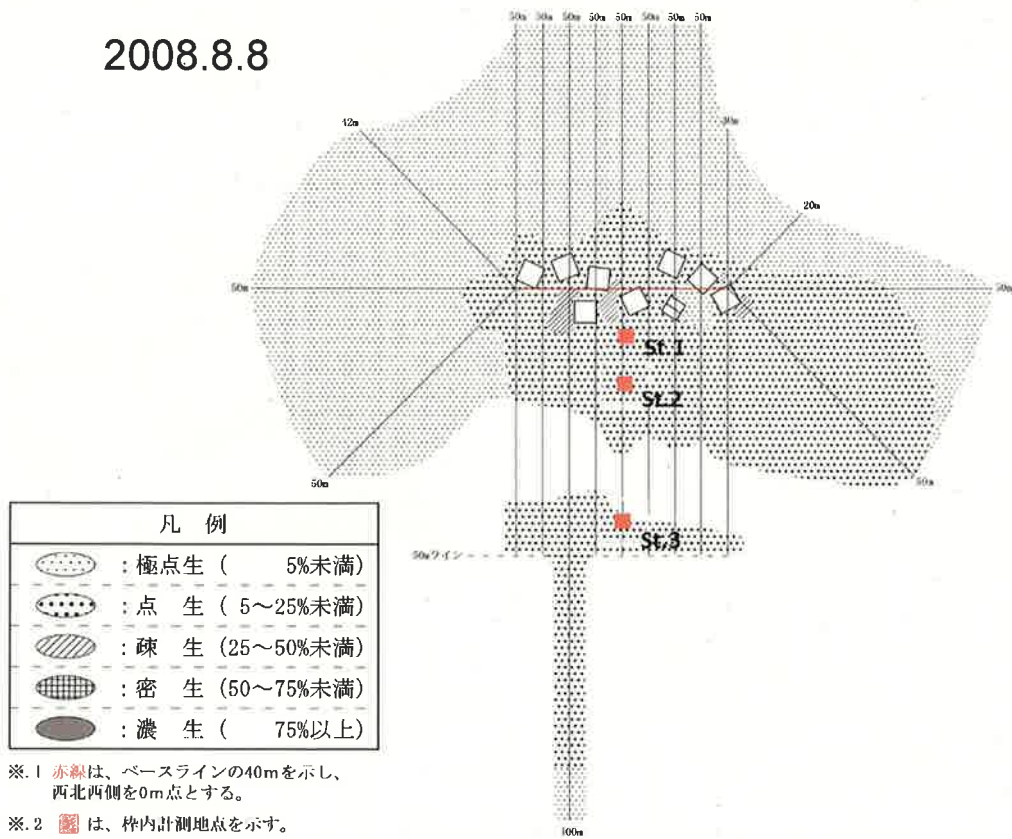 2008.8.8
50m 50m 50m 50m 50m 50m 50m 50m
42m
30m
20m
50m
50m
St.1
St.2
50m
50m
St.3
50mライン
100m
凡 例
:極点生 ( 5%未満)
:点 生 ( 5~25%未満)
:疎 生 (25~50%未満)
:密 生 (50~75%未満)
:濃 生 ( 75%以上)
※.1 赤線は、ベースラインの40mを示し、
西北西側を0m点とする。
※.2 は、枠内計測地点を示す。